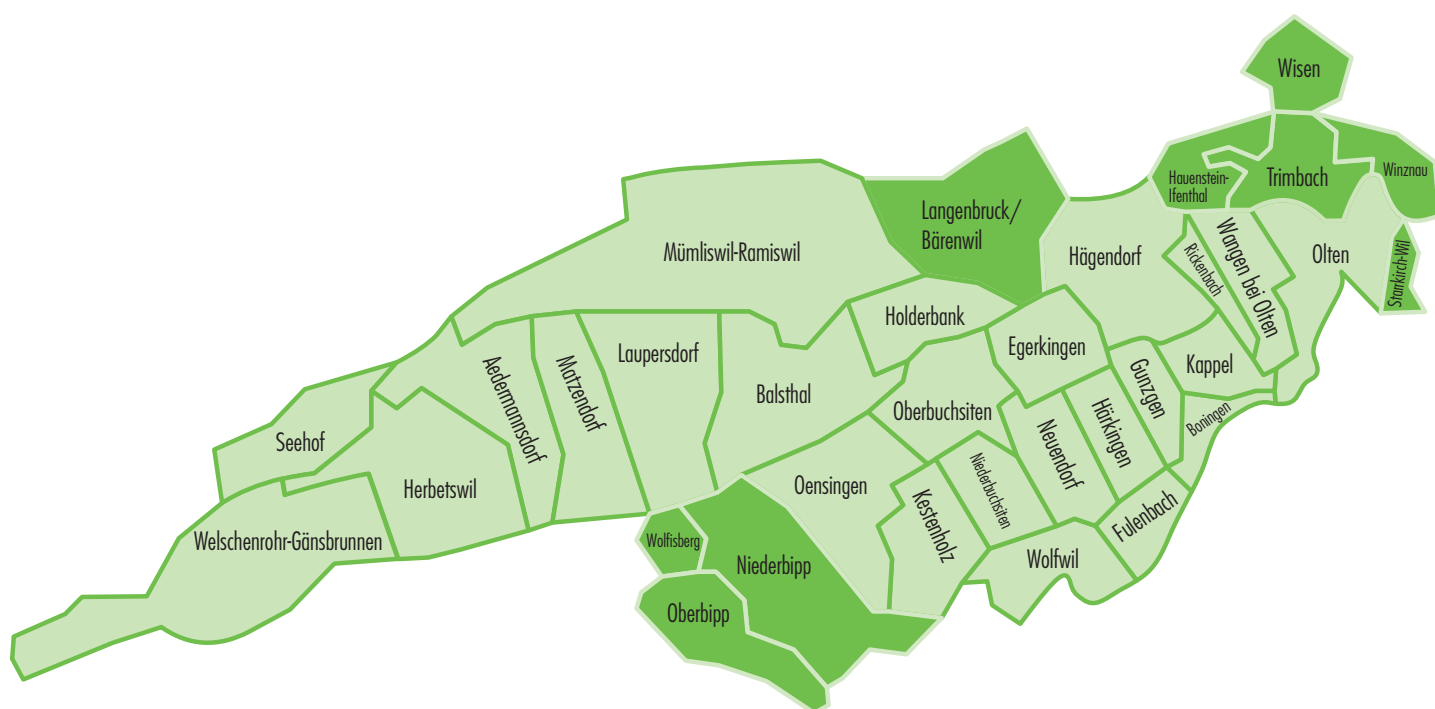 Wisen
Hauenstein-
Ifenthal
Trimbach
Winznau
Langenbruck/
Bärenwil
Mümliswil-Ramiswil
Hägendorf
Rickenbach
Wangen bei Olten
Olten
Starrkirch-Wil
Holderbank
Egerkingen
Laupersdorf
Aedermannsdorf
Matzendorf
Balsthal
Gunzgen
Kappel
Oberbuchsiten
Härkingen
Boningen
Seehof
Neuendorf
Herbetswil
Oensingen
Niederbuchsiten
Kestenholz
Fulenbach
Welschenrohr-Gänsbrunnen
Wolfisberg
Niederbipp
Wolfwil
Oberbipp